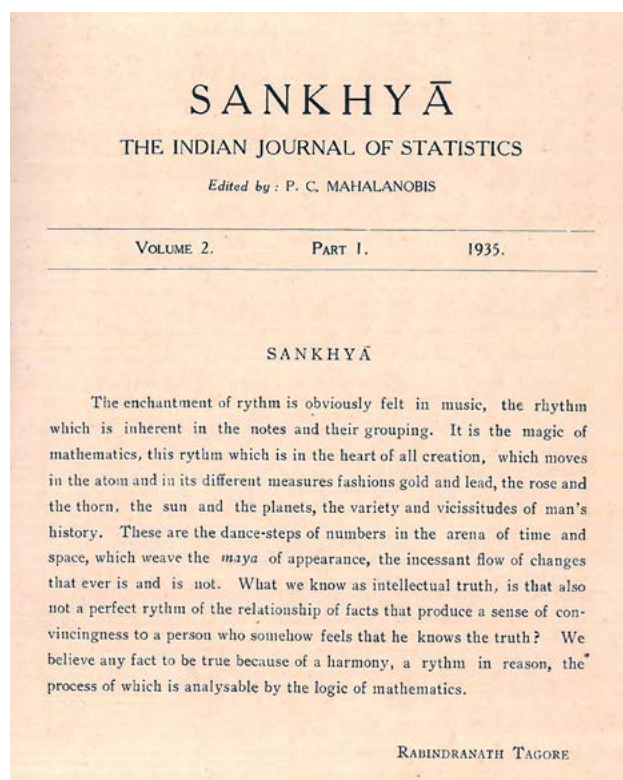 SANKHYĀ
THE INDIAN JOURNAL OF STATISTICS
Edited by : P. C. MAHALANOBIS
VOLUME 2. PART 1. 1935.
SANKHYĀ
The enchantment of rythm is obviously felt in music, the rhythm
which is inherent in the notes and their grouping. It is the magic of
mathematics, this rythm which is in the heart of all creation, which moves
in the atom and in its different measures fashions gold and lead, the rose and
the thorn, the sun and the planets, the variety and vicissitudes of man's
history. These are the dance-steps of numbers in the arena of time and
space, which weave the maya of appearance, the incessant flow of changes
that ever is and is not. What we know as intellectual truth, is that also
not a perfect rythm of the relationship of facts that produce a sense of con-
vincingness to a person who somehow feels that he knows the truth? We
believe any fact to be true because of a harmony, a rythm in reason, the
process of which is analysable by the logic of mathematics.
RABINDRANATH TAGORE